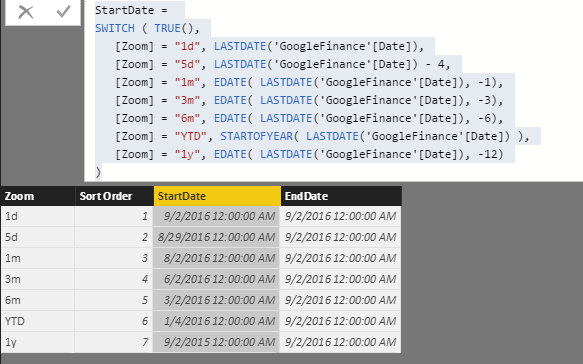 StartDate =
SWITCH ( TRUE(),
[Zoom] = "1d", LASTDATE('GoogleFinance'[Date]),
[Zoom] = "5d", LASTDATE('GoogleFinance'[Date]) - 4,
[Zoom] = "1m", EDATE( LASTDATE('GoogleFinance'[Date]), -1),
[Zoom] = "3m", EDATE( LASTDATE('GoogleFinance'[Date]), -3),
[Zoom] = "6m", EDATE( LASTDATE('GoogleFinance'[Date]), -6),
[Zoom] = "YTD", STARTOFYEAR( LASTDATE('GoogleFinance'[Date]) ),
[Zoom] = "1y", EDATE( LASTDATE('GoogleFinance'[Date]), -12)
)
Zoom Sort Order StartDate EndDate
1d 1 9/2/2016 12:00:00 AM 9/2/2016 12:00:00 AM
5d 2 8/29/2016 12:00:00 AM 9/2/2016 12:00:00 AM
1m 3 8/2/2016 12:00:00 AM 9/2/2016 12:00:00 AM
3m 4 6/2/2016 12:00:00 AM 9/2/2016 12:00:00 AM
6m 5 3/2/2016 12:00:00 AM 9/2/2016 12:00:00 AM
YTD 6 1/4/2016 12:00:00 AM 9/2/2016 12:00:00 AM
1y 7 9/2/2015 12:00:00 AM 9/2/2016 12:00:00 AM